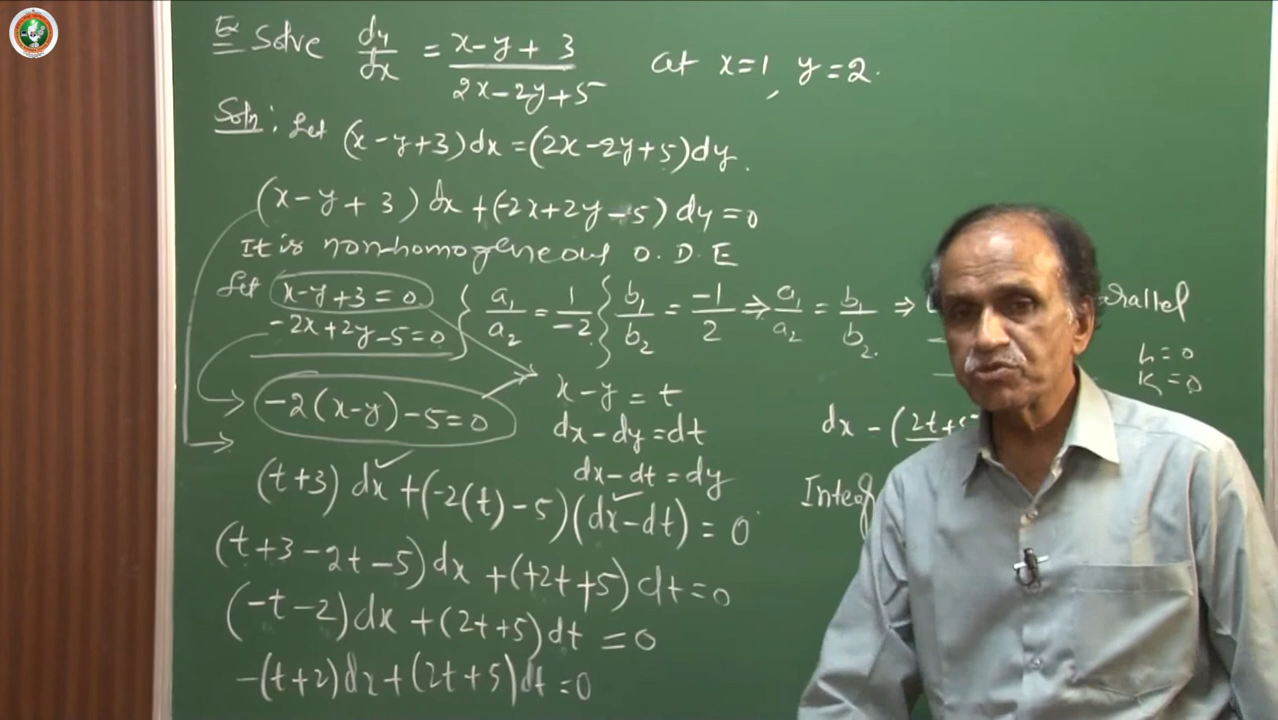 Ex Solve dy/dx = (x-y+3)/(2x-2y+5) at x=1, y=2.
Soln: Let (x-y+3)dx=(2x-2y+5)dy.
(x-y+3)dx+(-2x+2y-5)dy=0
It is nonhomogeneous O.D.E
Let x-y+3=0 { a₁/a₂ = 1/-2 } b₁/b₂ = -1/2 ⇒ a₁/a₂ = b₁/b₂ ⇒
-2x+2y-5=0
h=0
k=0
-2(x-y)-5=0
x-y=t
dx-dy=dt
dx-dt=dy
(t+3)dx+(-2(t)-5)(dx-dt)=0
(t+3-2t-5)dx+(+2t+5)dt=0
(-t-2)dx+(2t+5)dt=0
-(t+2)dx+(2t+5)dt=0
dx-(2t+5